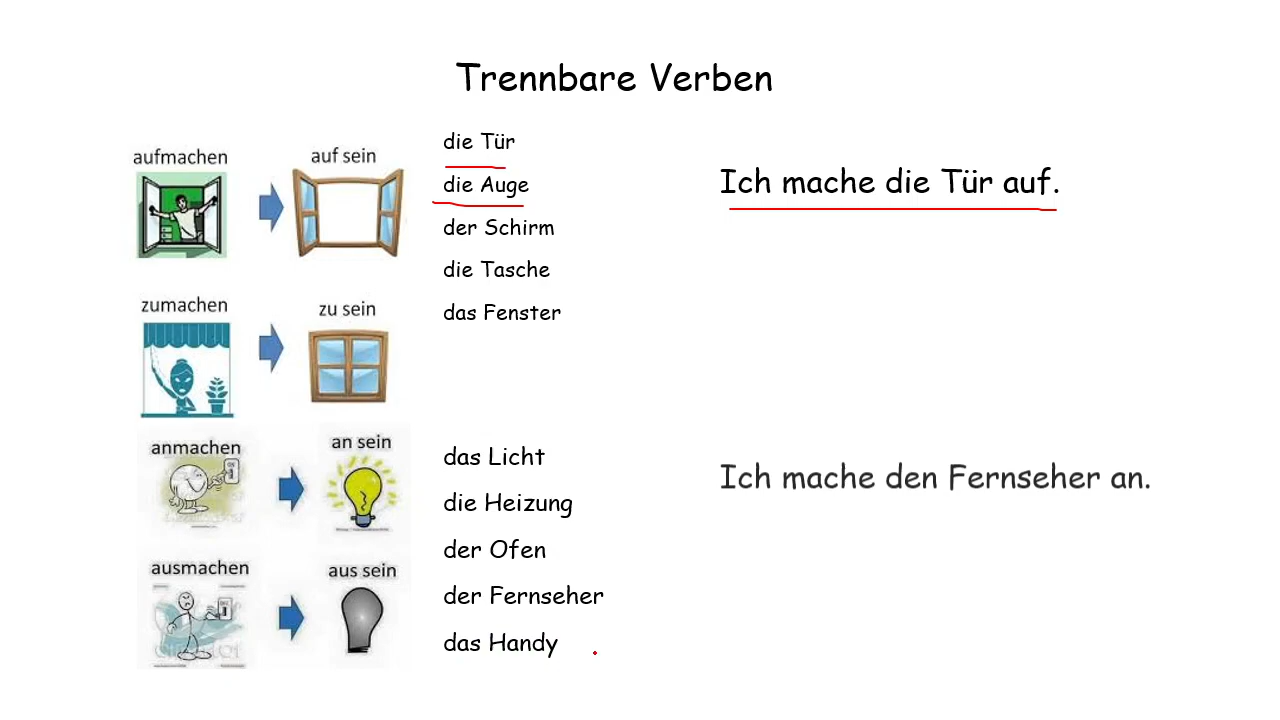 Trennbare Verben
aufmachen
auf sein
zumachen
zu sein
die Tür
die Auge
der Schirm
die Tasche
das Fenster
Ich mache die Tür auf.
anmachen
an sein
ausmachen
aus sein
das Licht
die Heizung
der Ofen
der Fernseher
das Handy
Ich mache den Fernseher an.